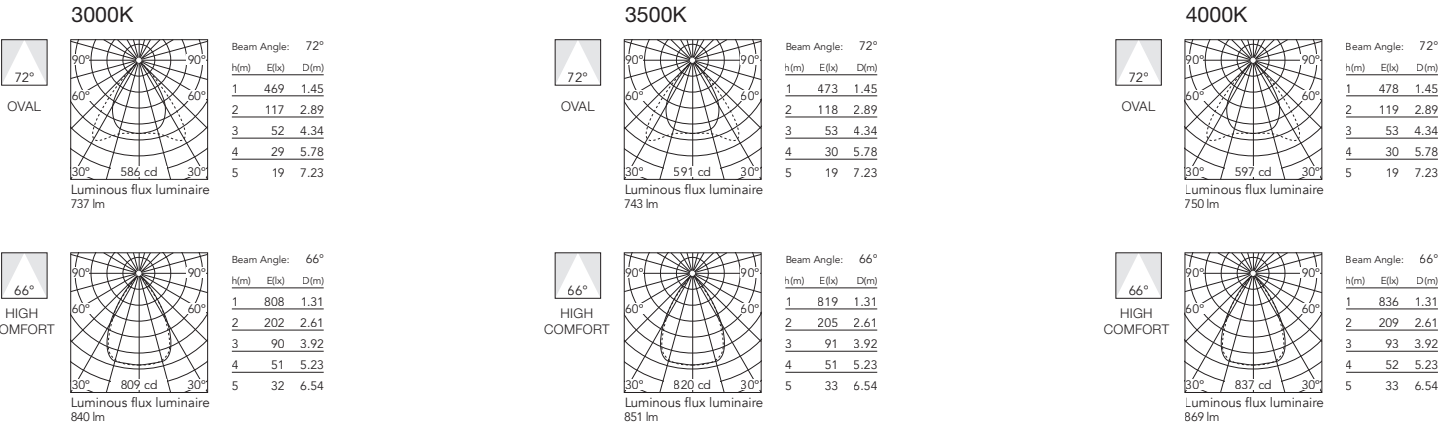 3000K
72°
OVAL
90° 90°
60° 60°
30° 586 cd 30°
Luminous flux luminaire
737 lm
Beam Angle: 72°
h(m) E(lx) D(m)
1 469 1.45
2 117 2.89
3 52 4.34
4 29 5.78
5 19 7.23
66°
HIGH
OMFORT
90° 90°
60° 60°
30° 809 cd 30°
Luminous flux luminaire
840 lm
Beam Angle: 66°
h(m) E(lx) D(m)
1 808 1.31
2 202 2.61
3 90 3.92
4 51 5.23
5 32 6.54
3500K
72°
OVAL
90° 90°
60° 60°
30° 591 cd 30°
Luminous flux luminaire
743 lm
Beam Angle: 72°
h(m) E(lx) D(m)
1 473 1.45
2 118 2.89
3 53 4.34
4 30 5.78
5 19 7.23
66°
HIGH
COMFORT
90° 90°
60° 60°
30° 820 cd 30°
Luminous flux luminaire
851 lm
Beam Angle: 66°
h(m) E(lx) D(m)
1 819 1.31
2 205 2.61
3 91 3.92
4 51 5.23
5 33 6.54
4000K
72°
OVAL
90° 90°
60° 60°
30° 597 cd 30°
Luminous flux luminaire
750 lm
Beam Angle: 72°
h(m) E(lx) D(m)
1 478 1.45
2 119 2.89
3 53 4.34
4 30 5.78
5 19 7.23
66°
HIGH
COMFORT
90° 90°
60° 60°
30° 837 cd 30°
Luminous flux luminaire
869 lm
Beam Angle: 66°
h(m) E(lx) D(m)
1 836 1.31
2 209 2.61
3 93 3.92
4 52 5.23
5 33 6.54